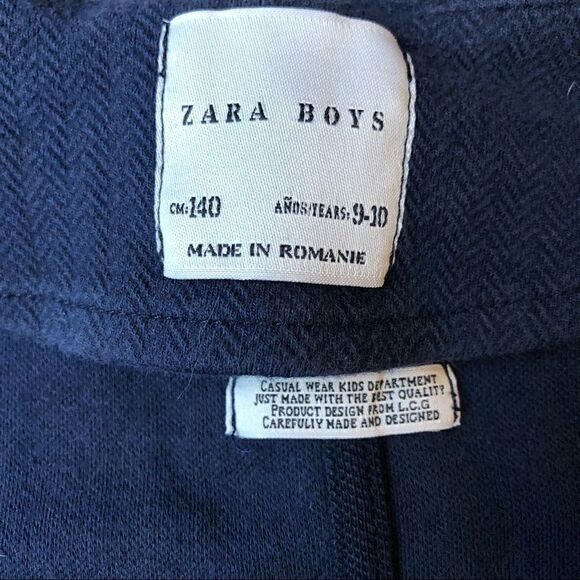 ZARA BOYS
CM: 140 AÑOS/YEARS: 9-10
MADE IN ROMANIE
CASUAL WEAR KIDS DEPARTMENT
JUST MADE WITH THE BEST QUALITY
PRODUCT DESIGN FROM L.C.G
CAREFULLY MADE AND DESIGNED